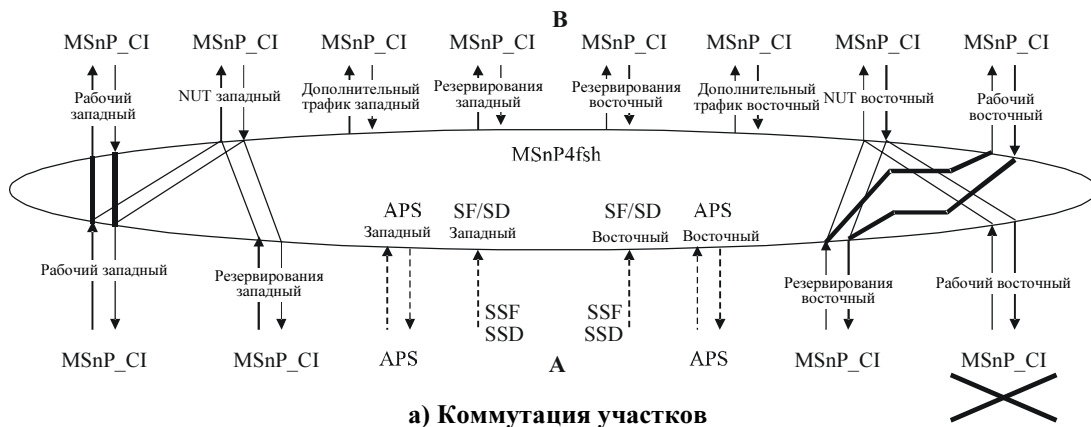 B
MSnP_CI MSnP_CI MSnP_CI MSnP_CI MSnP_CI MSnP_CI MSnP_CI MSnP_CI
Рабочий
западный
NUT западный
Дополнительный
трафик западный
Резервирования
западный
Резервирования
восточный
Дополнительный
трафик восточный
NUT восточный
Рабочий
восточный
MSnP4fsh
APS
Западный
SF/SD
Западный
SF/SD
Восточный
APS
Восточный
Рабочий западный
Резервирования
западный
SSF
SSD
SSF
SSD
Резервирования
восточный
Рабочий восточный
MSnP_CI MSnP_CI APS A APS MSnP_CI MSnP_CI
а) Коммутация участков